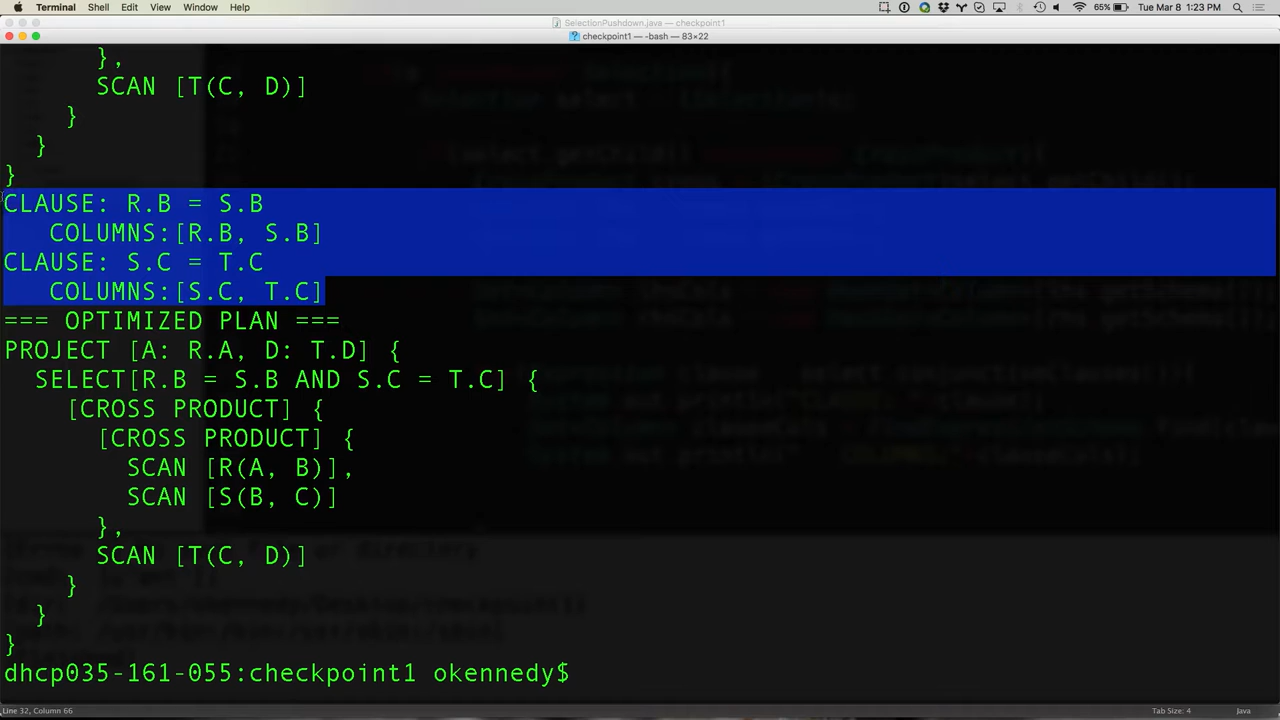 Terminal Shell Edit View Window Help 65% Tue Mar 8 1:23 PM
SelectionPushdown.java — checkpoint1
checkpoint1 — -bash — 83×22
},
SCAN [T(C, D)]
}
}
}
CLAUSE: R.B = S.B
COLUMNS:[R.B, S.B]
CLAUSE: S.C = T.C
COLUMNS:[S.C, T.C]
=== OPTIMIZED PLAN ===
PROJECT [A: R.A, D: T.D] {
SELECT[R.B = S.B AND S.C = T.C] {
[CROSS PRODUCT] {
[CROSS PRODUCT] {
SCAN [R(A, B)],
SCAN [S(B, C)]
},
SCAN [T(C, D)]
}
}
}
dhcp035-161-055:checkpoint1 okennedy$
Line 32, Column 66 Tab Size: 4 Java